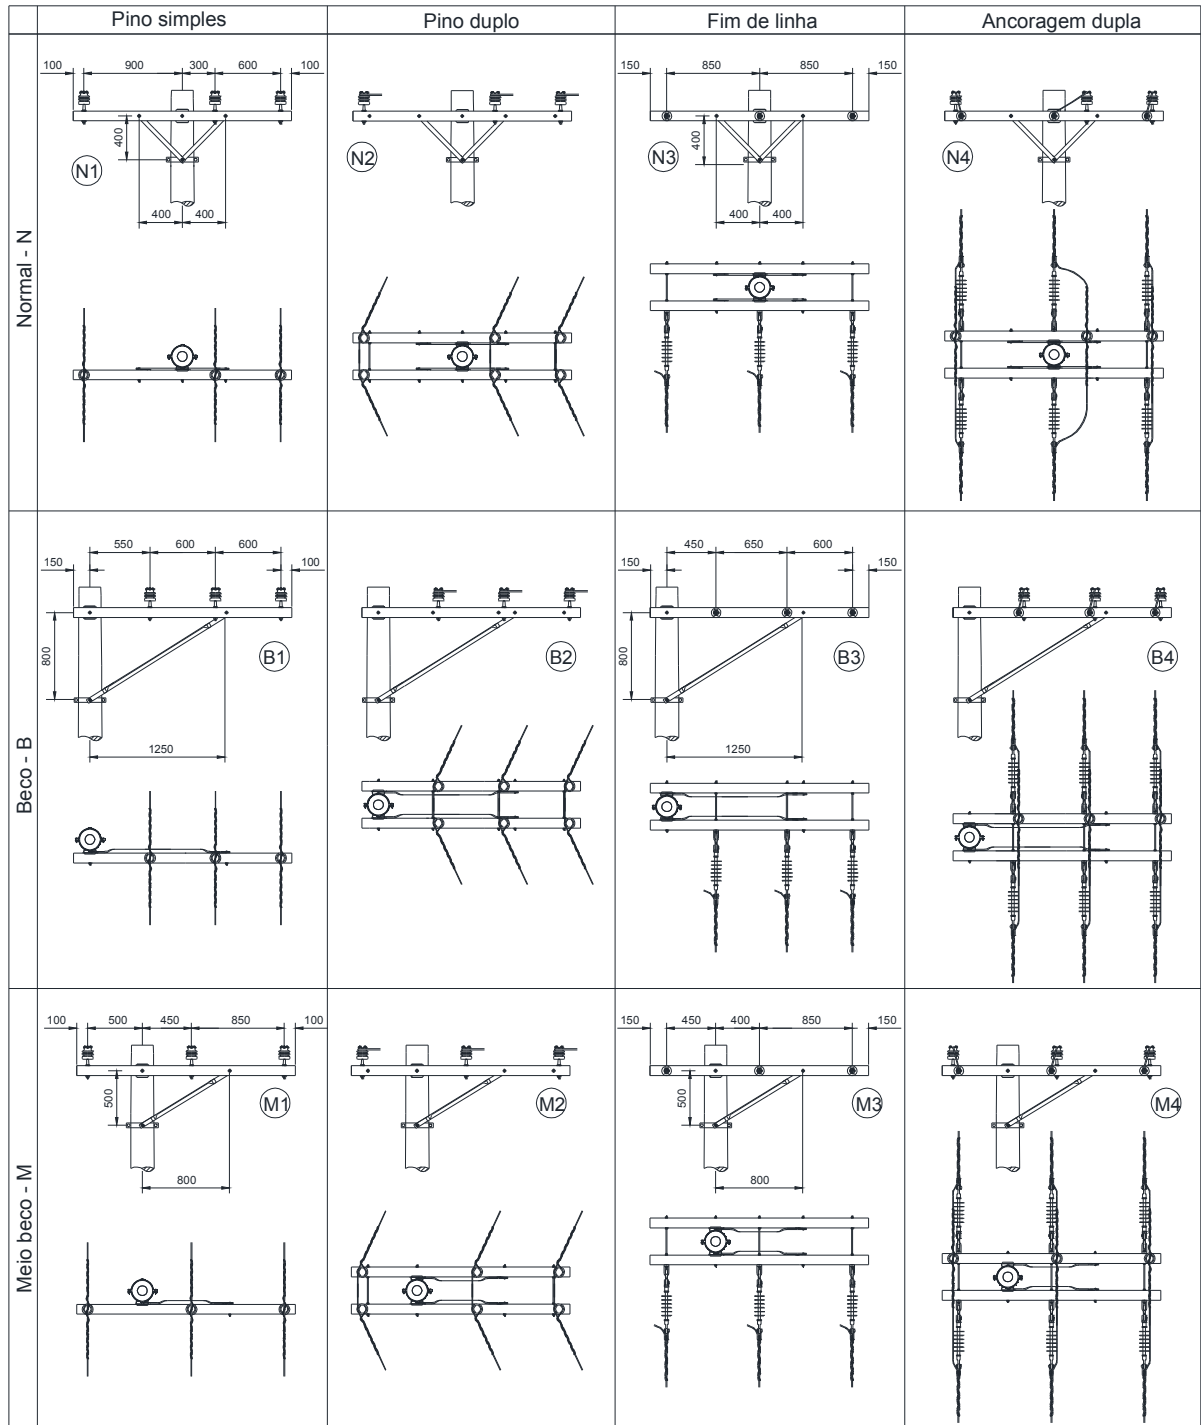 Pino simples
Pino duplo
Fim de linha
Ancoragem dupla
Normal - N
100 900 300 600 100
400
N1
400 400
N2
150 850 850 150
400
N3
400 400
N4
Beco - B
550 600 600
150 100
800
B1
1250
B2
450 650 600
150 150
800
B3
1250
B4
Meio beco - M
100 500 450 850 100
500
M1
800
M2
150 450 400 850 150
500
M3
800
M4